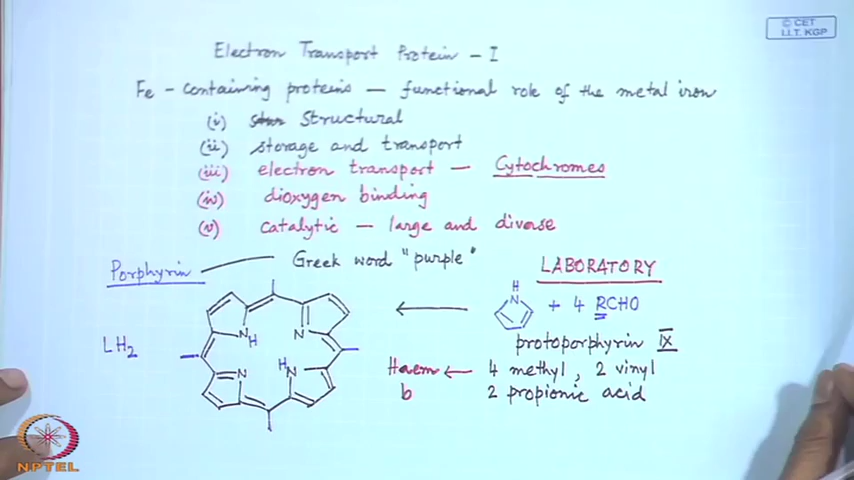 © CET
I.I.T. KGP
Electron Transport Protein - I
Fe - Containing proteins — functional role of the metal iron
(i) Structural
(ii) storage and transport
(iii) electron transport — Cytochromes
(iv) dioxygen binding
(v) catalytic — large and diverse
Porphyrin — Greek word "purple"
LABORATORY
H
N + 4 RCHO
N H N
LH2
N H N
protoporphyrin IX
Haem ← 4 methyl, 2 vinyl
b 2 propionic acid
NPTEL